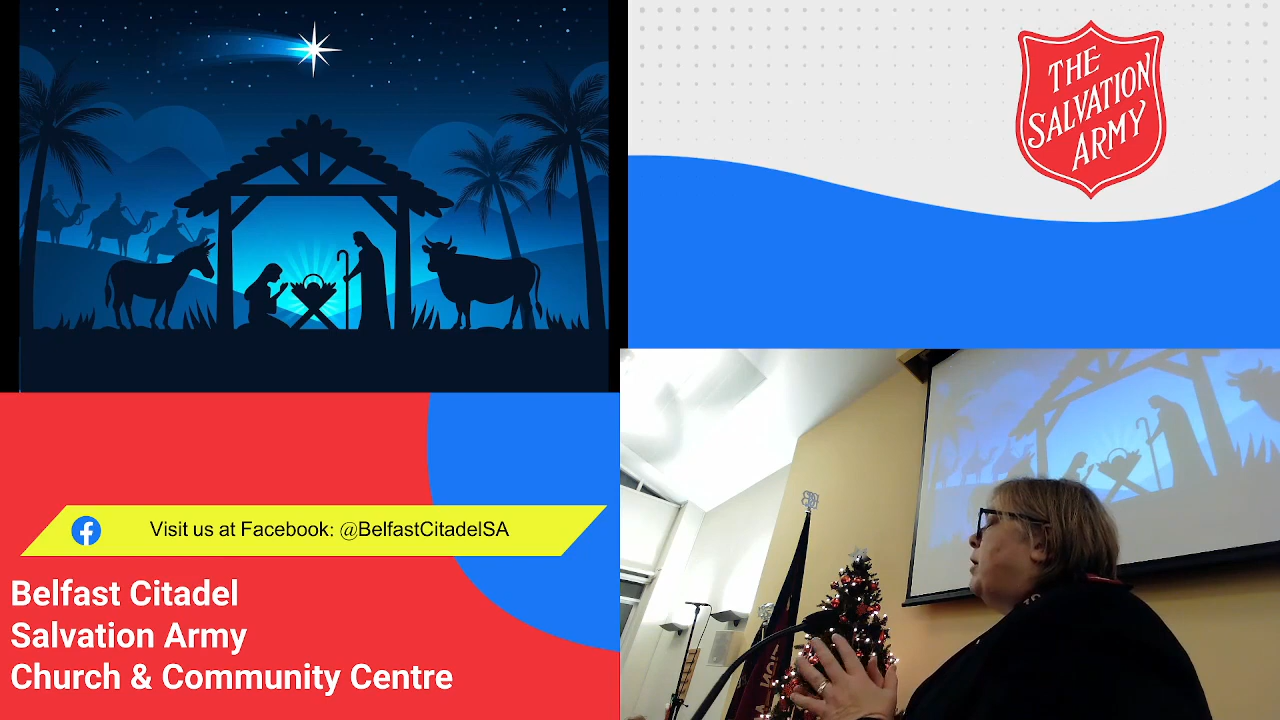 THE
SALVATION
ARMY
Visit us at Facebook: @BelfastCitadelSA
Belfast Citadel
Salvation Army
Church & Community Centre